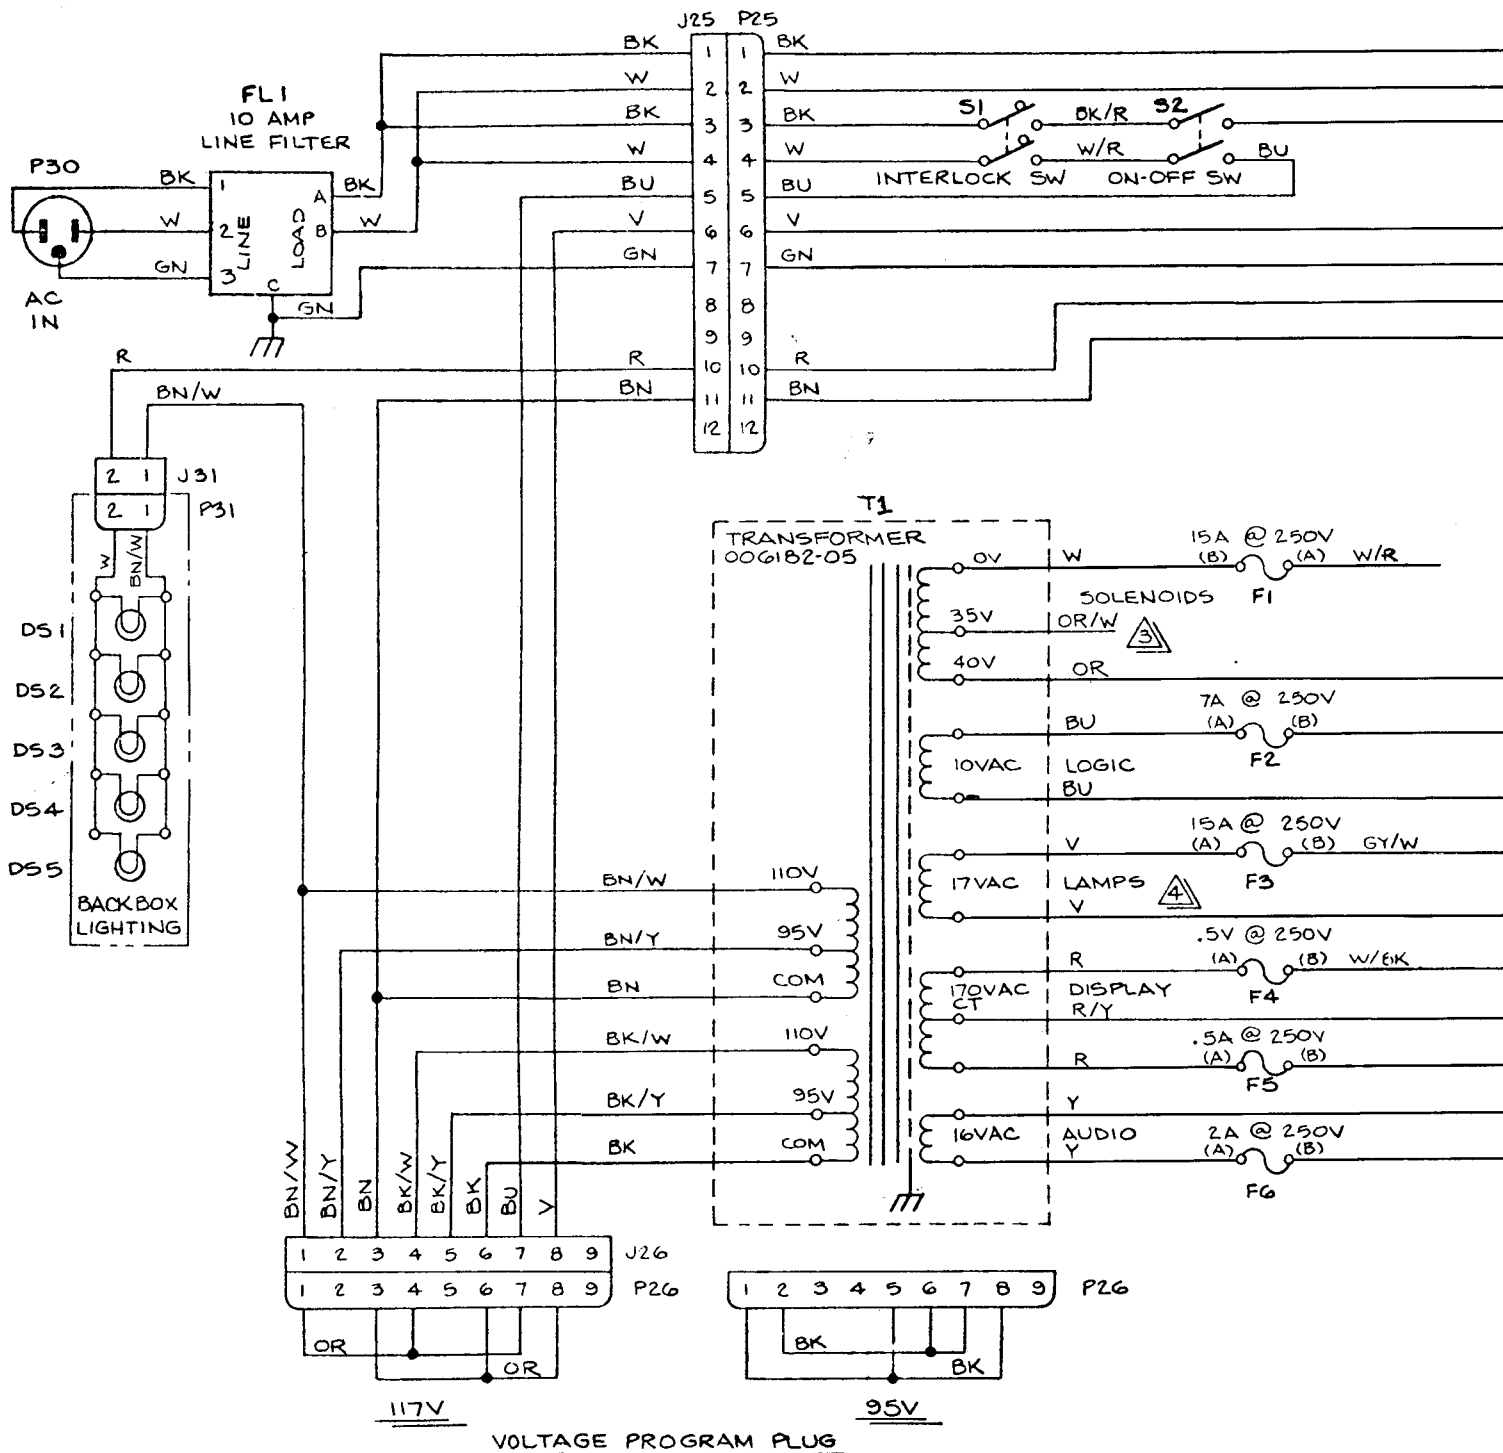 J25 P25
BK 1 1 BK
W 2 2 W
BK 3 3 BK
W 4 4 W
BU 5 5 BU
V 6 6 V
GN 7 7 GN
8 8
9 9
R 10 10 R
BN 11 11 BN
12 12
S1 BK/R S2
W/R BU
INTERLOCK SW ON-OFF SW
FL1
10 AMP
LINE FILTER
P30
BK 1 A BK
W 2 LINE LOAD B W
GN 3 C
GN
AC
IN
R
BN/W
2 1 J31
2 1 P31
W BN/W
DS1
DS2
DS3
DS4
DS5
BACKBOX
LIGHTING
T1
TRANSFORMER
006182-05
0V W 15A @ 250V
(B) (A) W/R
SOLENOIDS F1
35V OR/W 3
40V OR
7A @ 250V
BU (A) (B)
10VAC LOGIC F2
BU
15A @ 250V
V (A) (B) GY/W
17VAC LAMPS 4 F3
V
.5V @ 250V
R (A) (B) W/BK
170VAC DISPLAY F4
CT R/Y
.5A @ 250V
R (A) (B)
F5
Y
16VAC AUDIO 2A @ 250V
Y (A) (B)
F6
BN/W 110V
BN/Y 95V
BN COM
BK/W 110V
BK/Y 95V
BK COM
BN/W BN/Y BN BK/W BK/Y BK BU V
1 2 3 4 5 6 7 8 9 J26
1 2 3 4 5 6 7 8 9 P26
OR
OR
117V
1 2 3 4 5 6 7 8 9 P26
BK
BK
95V
VOLTAGE PROGRAM PLUG